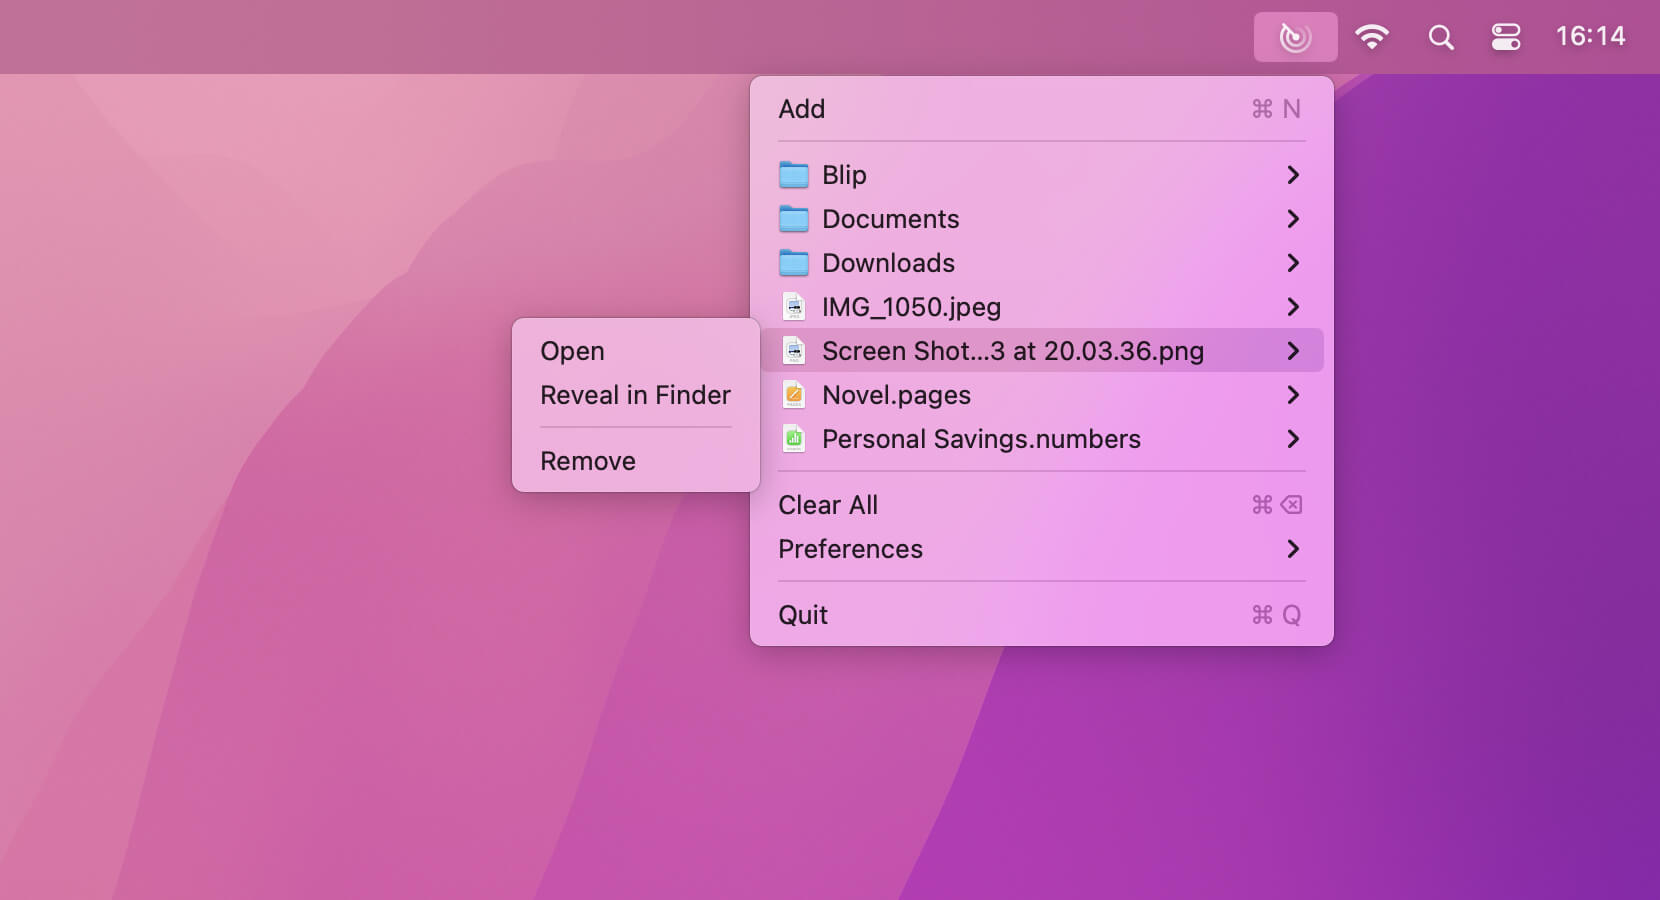 16:14
Add ⌘ N
Blip
Documents
Downloads
IMG_1050.jpeg
Screen Shot...3 at 20.03.36.png
Novel.pages
Personal Savings.numbers
Clear All ⌘ ⌫
Preferences
Quit ⌘ Q
Open
Reveal in Finder
Remove